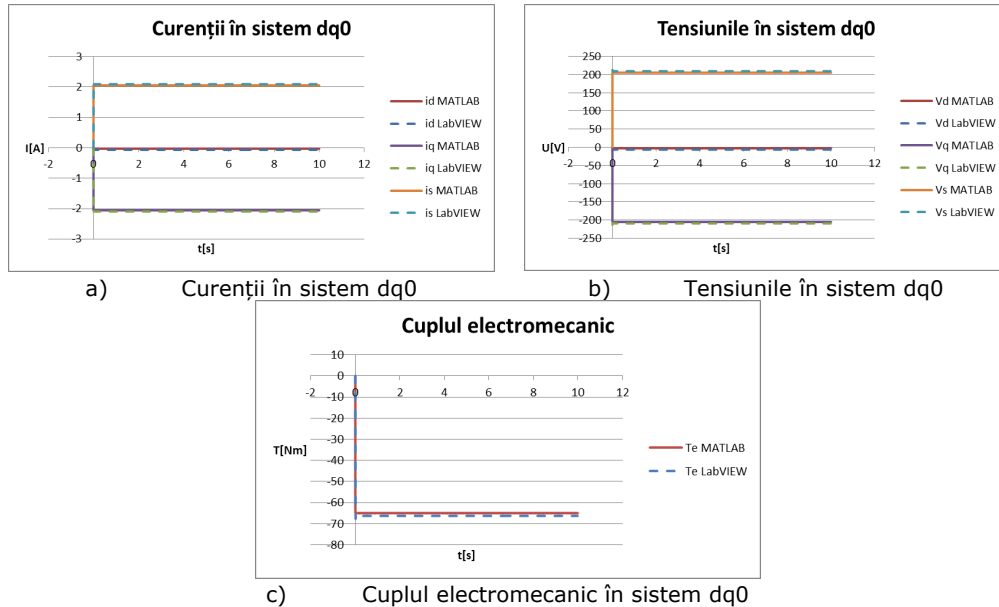 Curenții în sistem dq0
3
2
1
0
-1
-2
-3
I[A]
-2 0 2 4 6 8 10 12
t[s]
id MATLAB
id LabVIEW
iq MATLAB
iq LabVIEW
is MATLAB
is LabVIEW
Tensiunile în sistem dq0
250
200
150
100
50
0
-50
-100
-150
-200
-250
U[V]
-2 0 2 4 6 8 10 12
t[s]
Vd MATLAB
Vd LabVIEW
Vq MATLAB
Vq LabVIEW
Vs MATLAB
Vs LabVIEW
a) Curenții în sistem dq0
b) Tensiunile în sistem dq0
Cuplul electromecanic
10
0
-10
-20
-30
-40
-50
-60
-70
-80
T[Nm]
-2 0 2 4 6 8 10 12
t[s]
Te MATLAB
Te LabVIEW
c) Cuplul electromecanic în sistem dq0